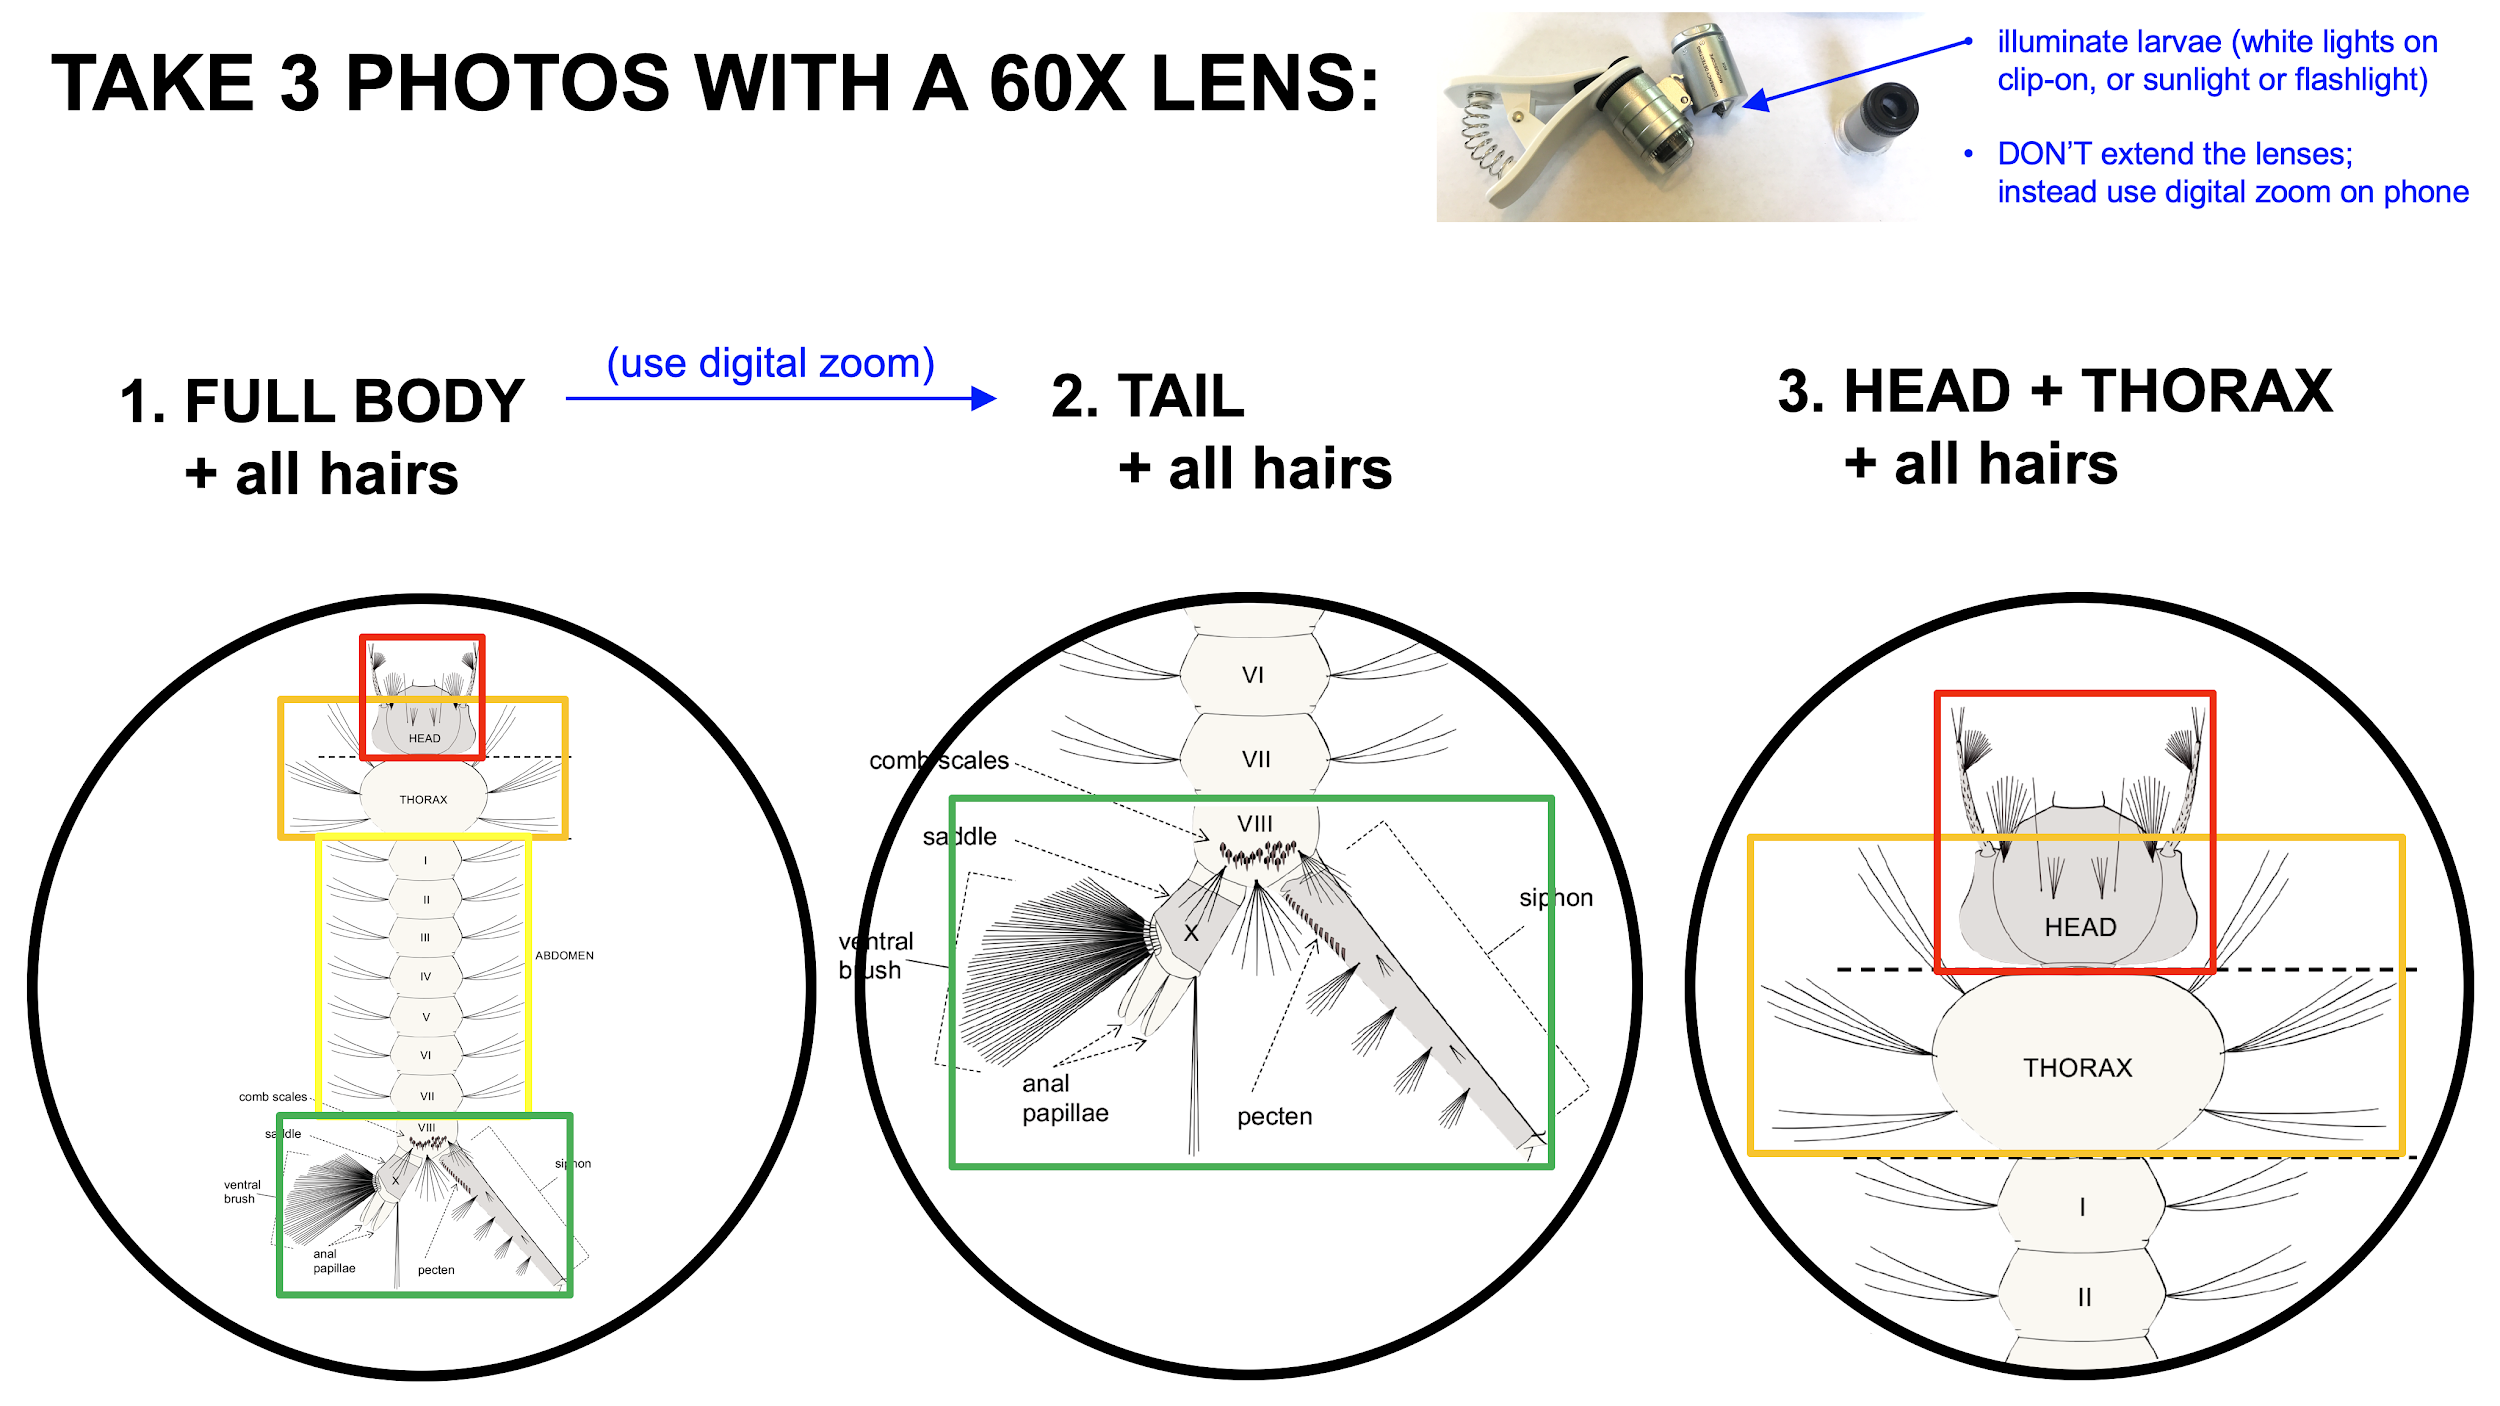 TAKE 3 PHOTOS WITH A 60X LENS:
• illuminate larvae (white lights on
clip-on, or sunlight or flashlight)
• DON'T extend the lenses;
instead use digital zoom on phone
1. FULL BODY
+ all hairs
(use digital zoom)
2. TAIL
+ all hairs
3. HEAD + THORAX
+ all hairs
HEAD
THORAX
I
II
III
IV
V
VI
VII
ABDOMEN
comb scales
VIII
saddle
siphon
X
ventral
brush
anal
papillae
pecten
VI
VII
comb scales
VIII
saddle
siphon
X
ventral
brush
anal
papillae
pecten
HEAD
THORAX
I
II